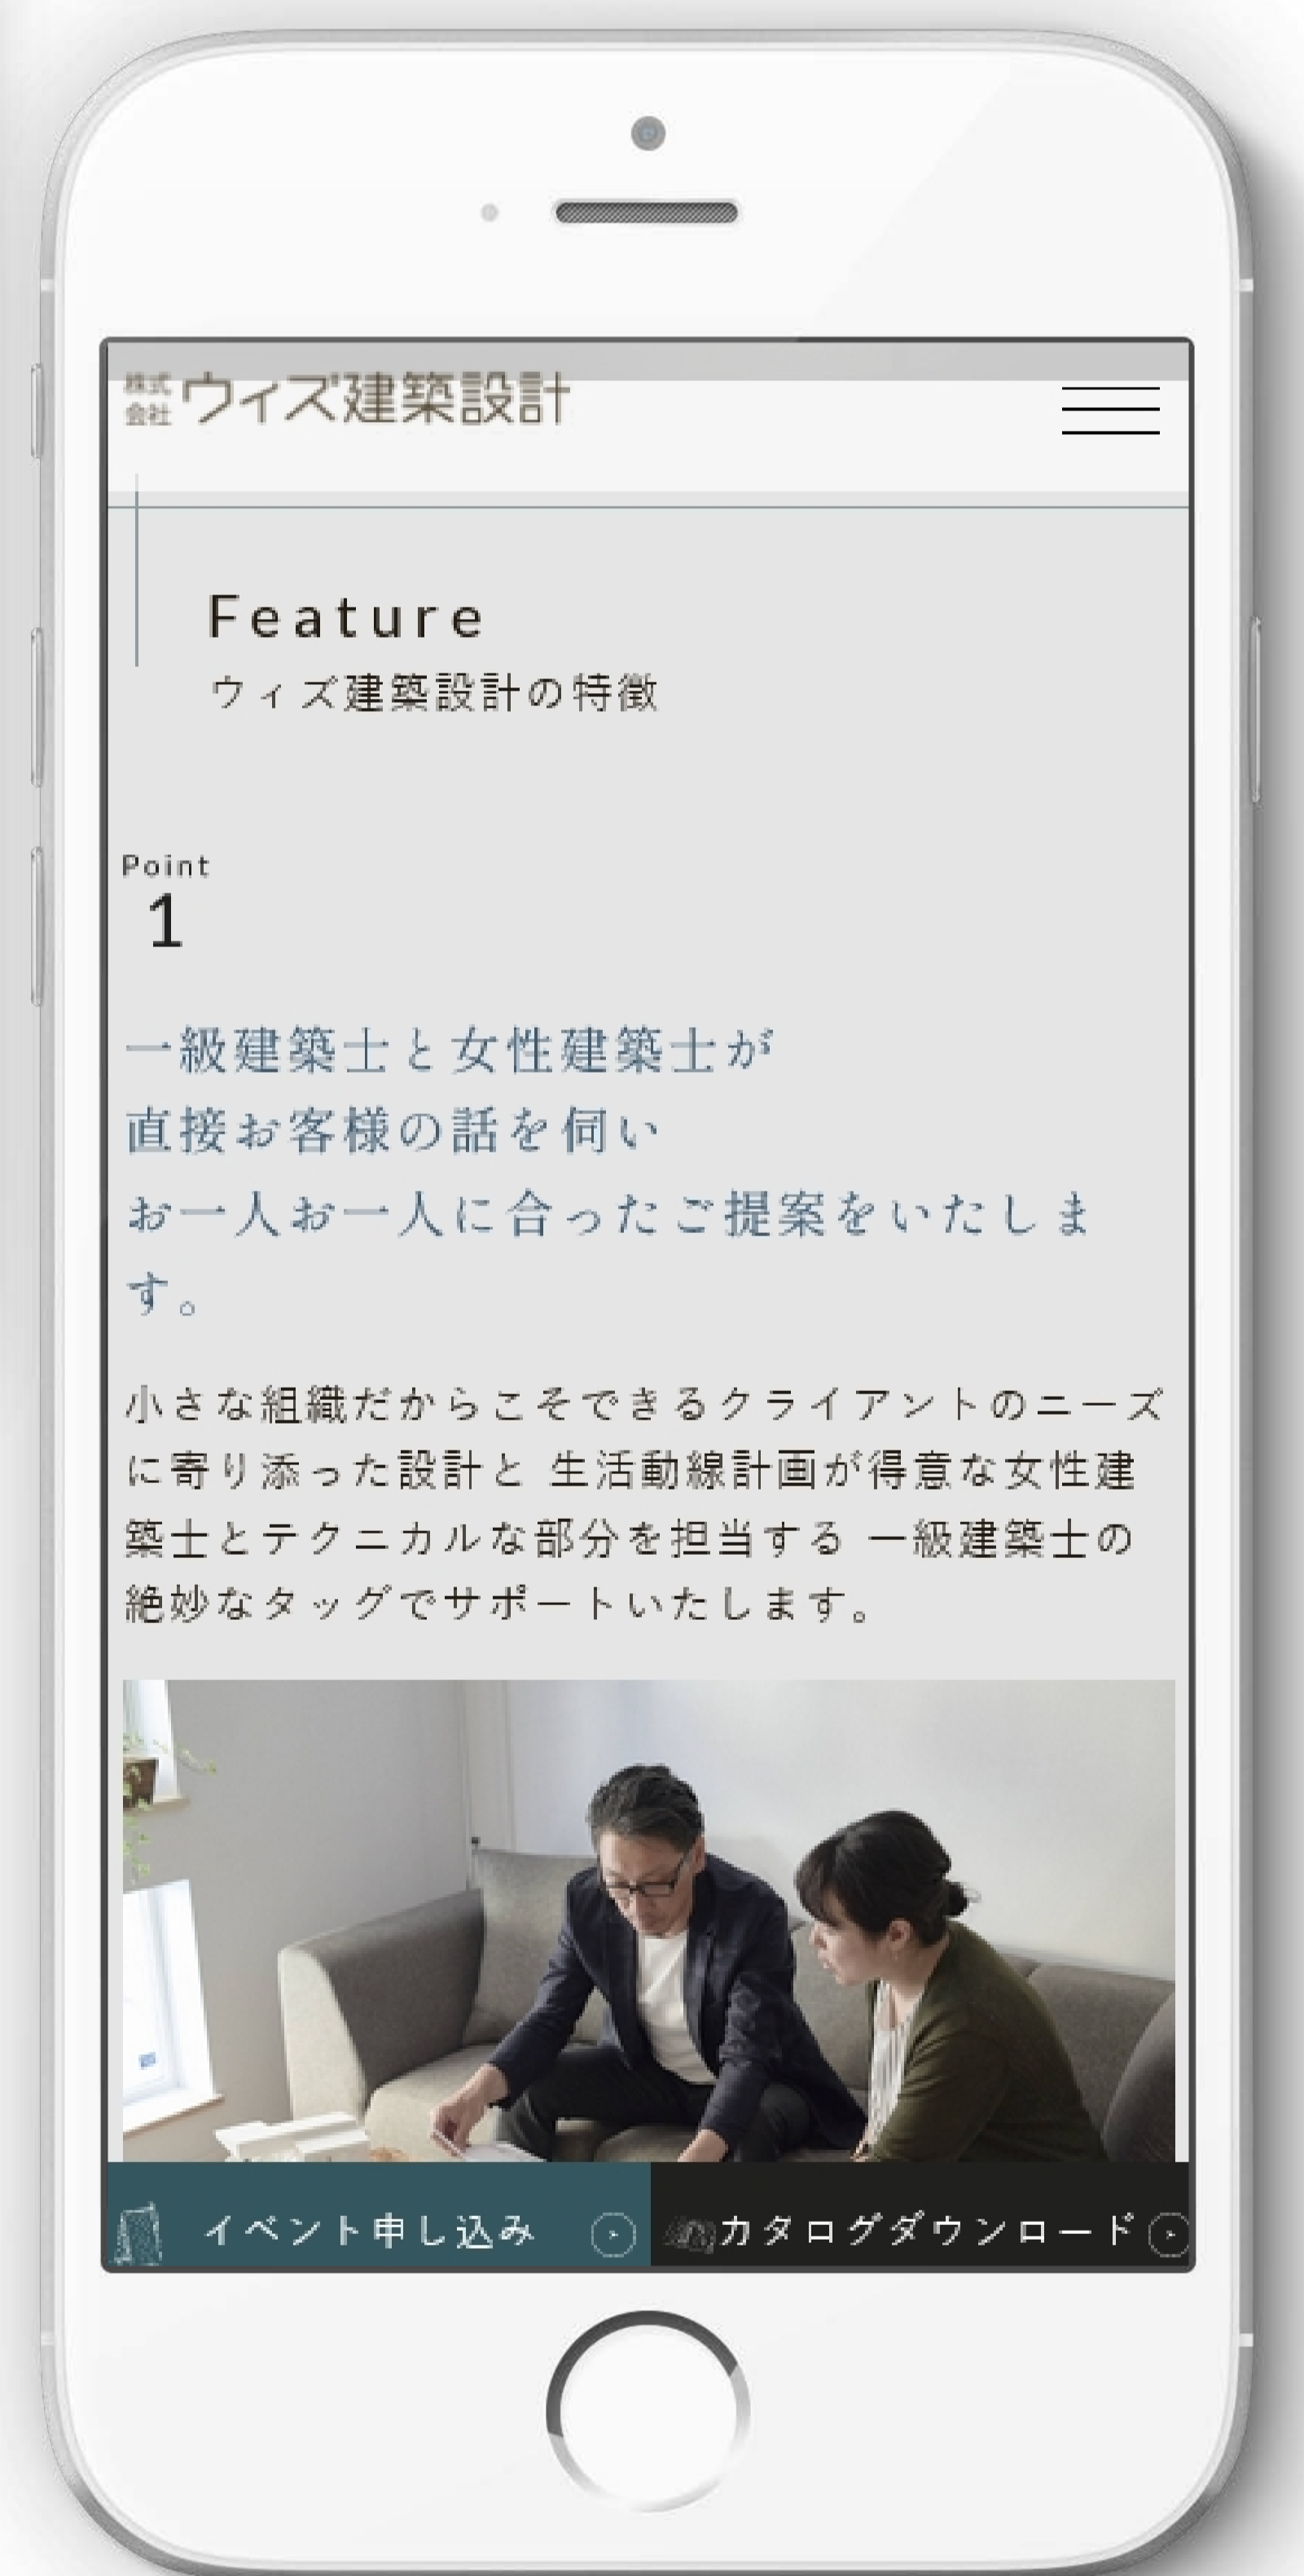 株式
会社
ウィズ建築設計
Feature
ウィズ建築設計の特徴
Point
1
一級建築士と女性建築士が
直接お客様の話を伺い
お一人お一人に合ったご提案をいたしま
す。
小さな組織だからこそできるクライアントのニーズ
に寄り添った設計と 生活動線計画が得意な女性建
築士とテクニカルな部分を担当する 一級建築士の
絶妙なタッグでサポートいたします。
イベント申し込み
カタログダウンロード